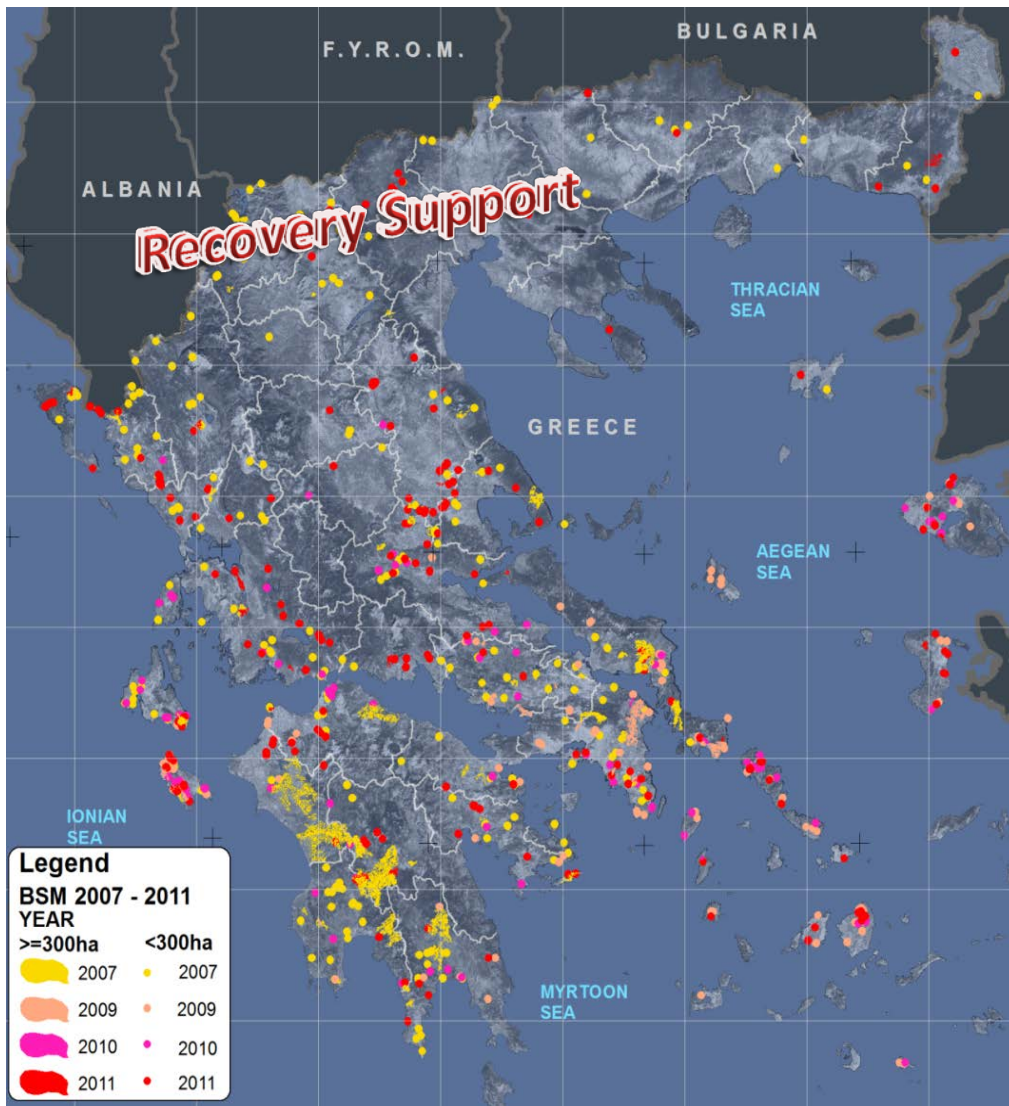 F.Y.R.O.M.
BULGARIA
ALBANIA
Recovery Support
THRACIAN
SEA
GREECE
AEGEAN
SEA
IONIAN
SEA
MYRTOON
SEA
Legend
BSM 2007 - 2011
YEAR
>=300ha <300ha
2007 2007
2009 2009
2010 2010
2011 2011